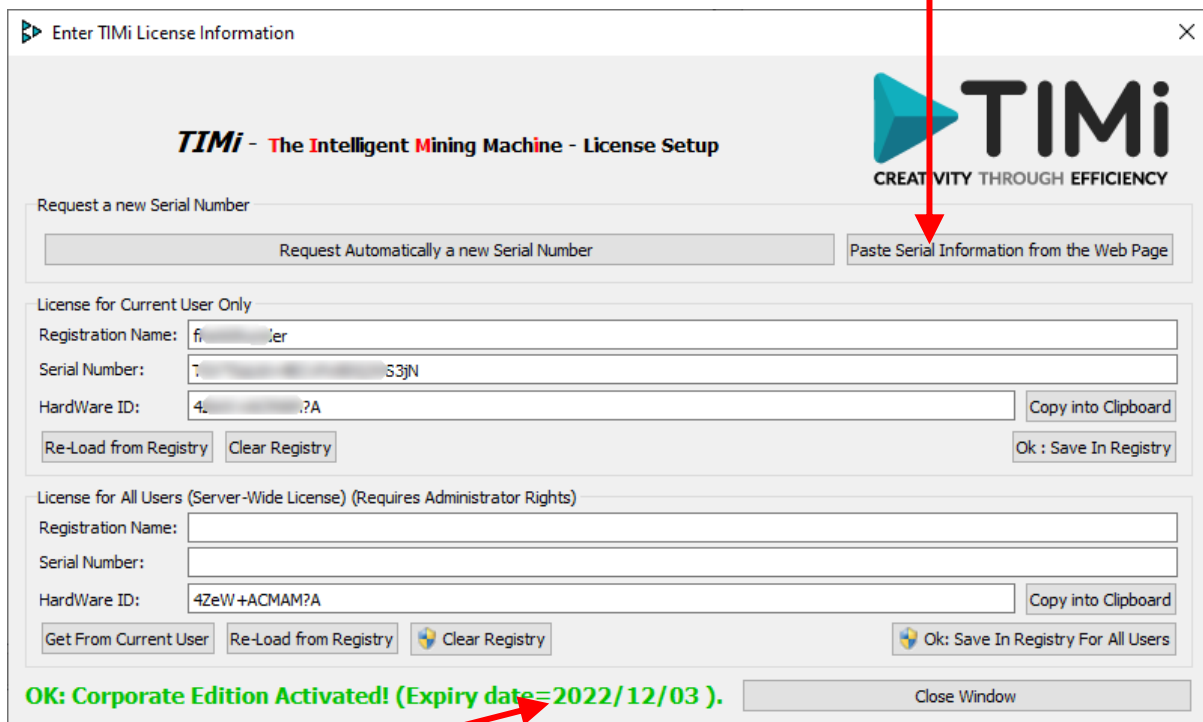 Enter TIMi License Information
TIMi
CREATIVITY THROUGH EFFICIENCY
TIMi - The Intelligent Mining Machine - License Setup
Request a new Serial Number
Request Automatically a new Serial Number
Paste Serial Information from the Web Page
License for Current User Only
Registration Name:
Serial Number: S3jN
HardWare ID: ?A
Copy into Clipboard
Re-Load from Registry
Clear Registry
Ok : Save In Registry
License for All Users (Server-Wide License) (Requires Administrator Rights)
Registration Name:
Serial Number:
HardWare ID: 4ZeW+ACMAM?A
Copy into Clipboard
Get From Current User
Re-Load from Registry
Clear Registry
Ok: Save In Registry For All Users
OK: Corporate Edition Activated! (Expiry date=2022/12/03 ).
Close Window